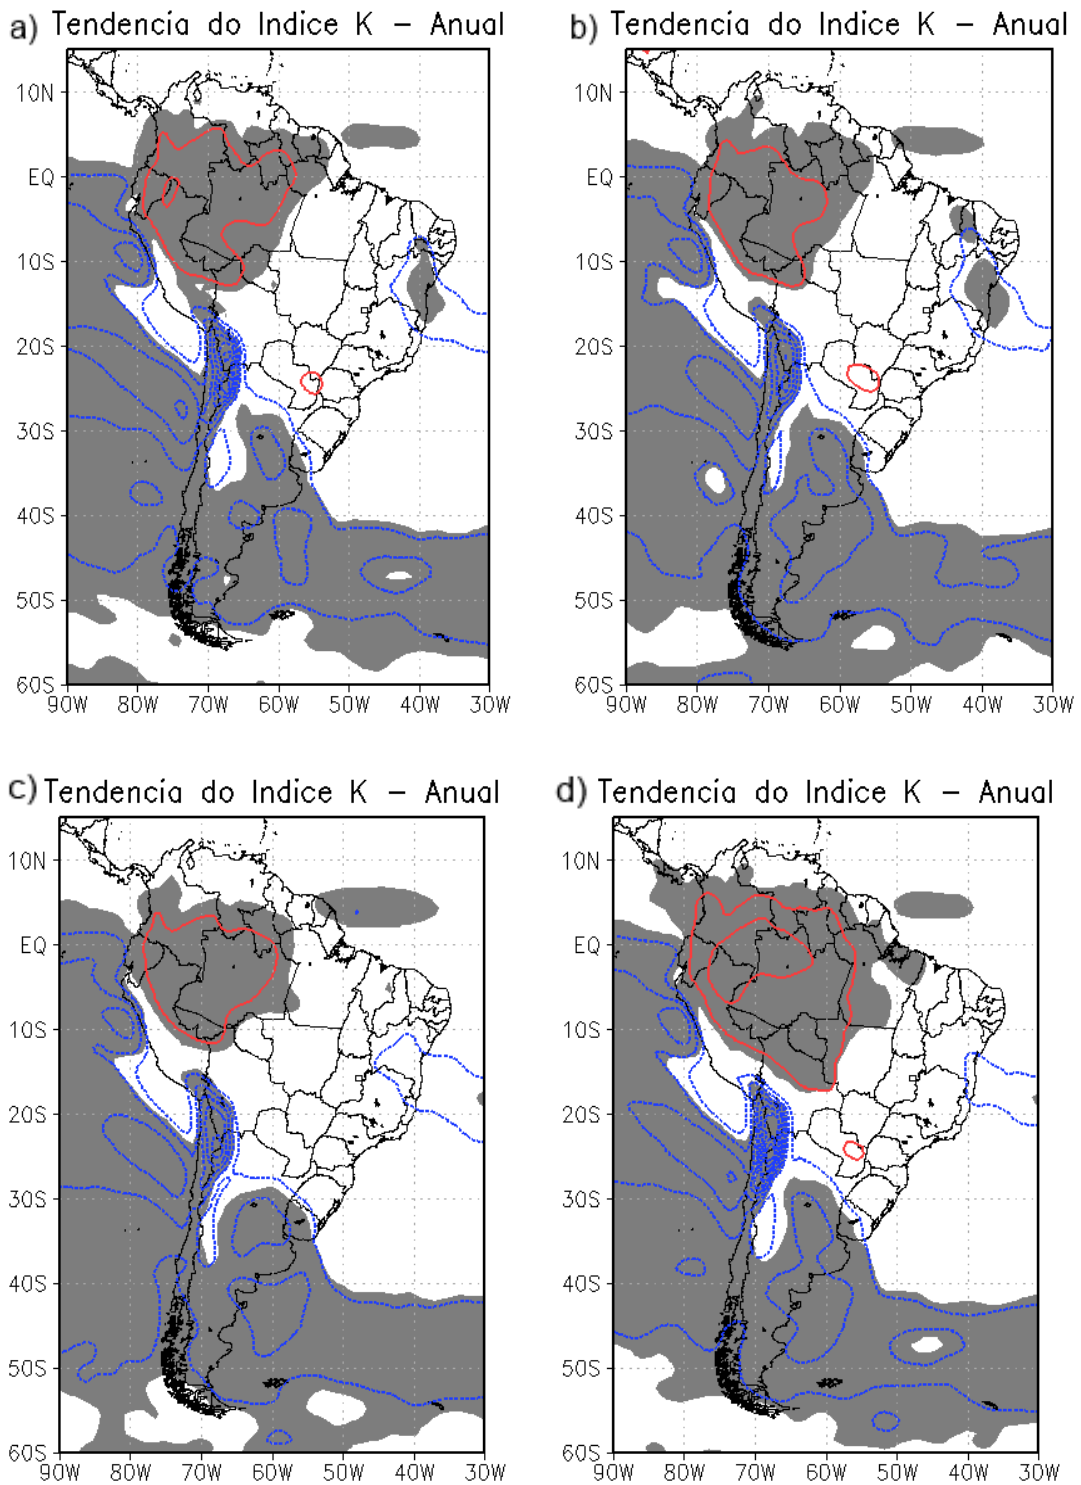 a) Tendencia do Indice K – Anual
10N
EQ
10S
20S
30S
40S
50S
60S
90W 80W 70W 60W 50W 40W 30W
b) Tendencia do Indice K – Anual
10N
EQ
10S
20S
30S
40S
50S
60S
90W 80W 70W 60W 50W 40W 30W
c) Tendencia do Indice K – Anual
10N
EQ
10S
20S
30S
40S
50S
60S
90W 80W 70W 60W 50W 40W 30W
d) Tendencia do Indice K – Anual
10N
EQ
10S
20S
30S
40S
50S
60S
90W 80W 70W 60W 50W 40W 30W